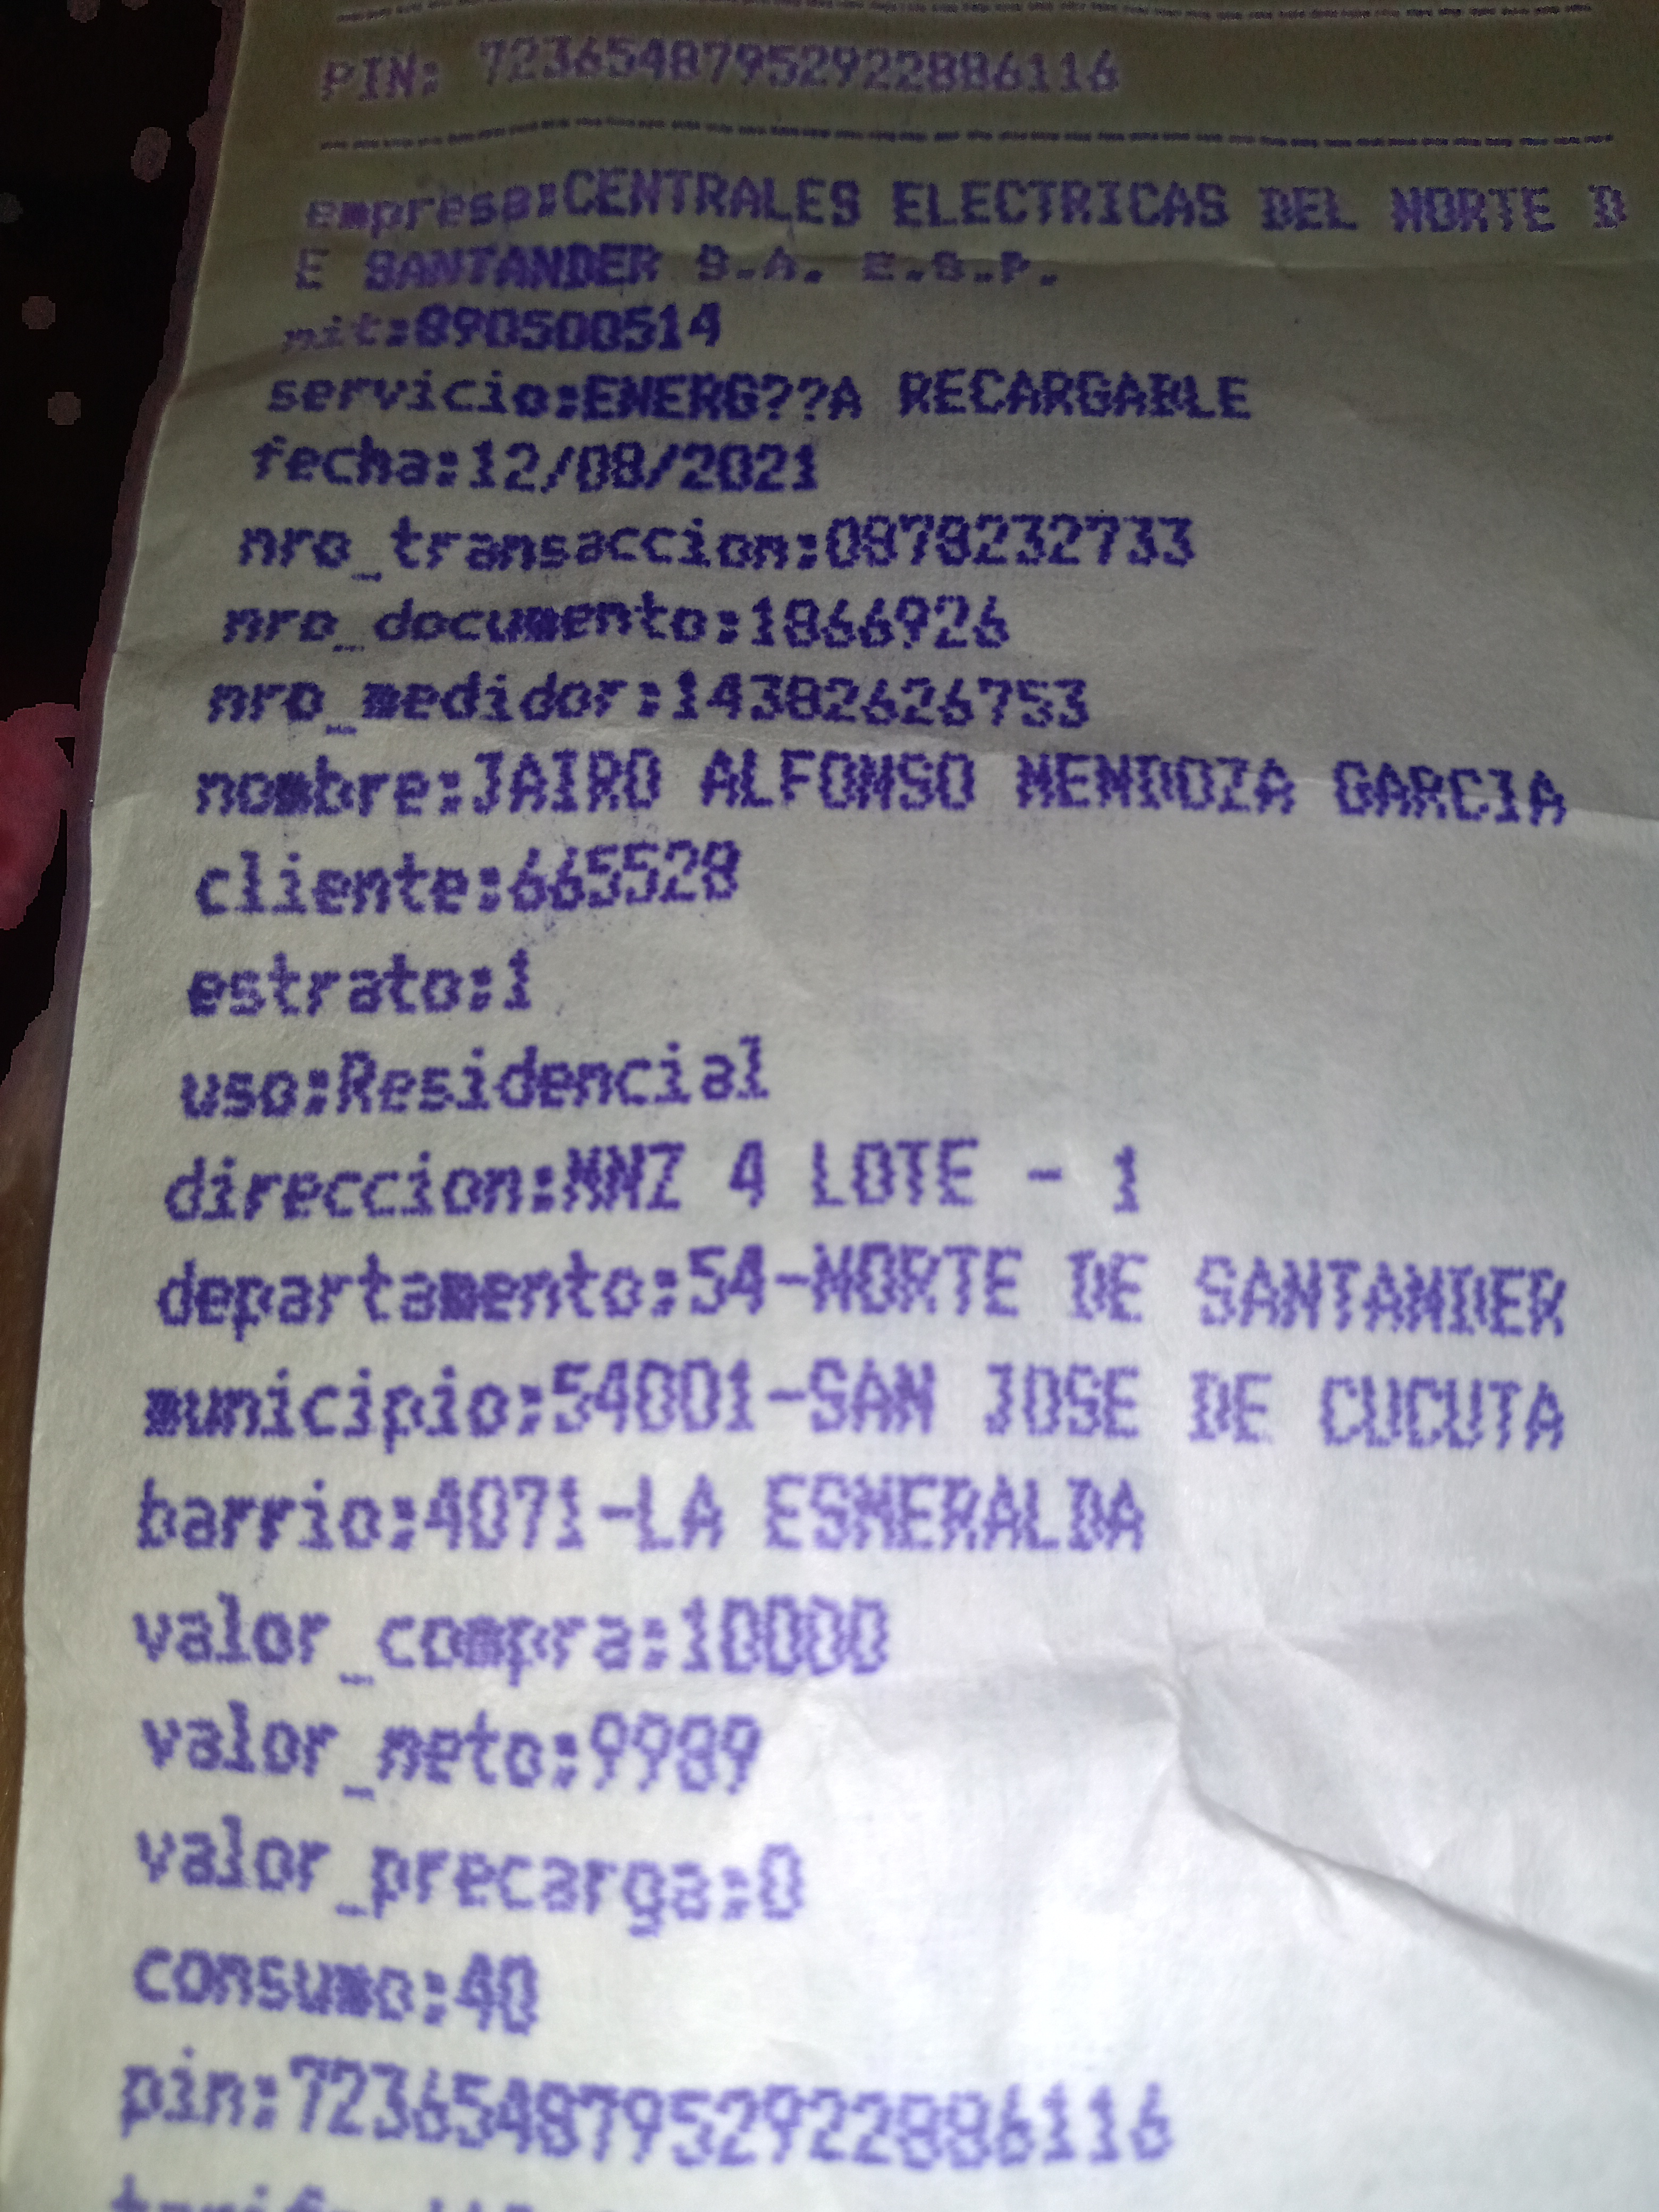 PIN: 72365487952922886116
empresa:CENTRALES ELECTRICAS DEL NORTE D
E SANTANDER S.A. E.S.P.
nit:890500514
servicio:ENERG??A RECARGABLE
fecha:12/08/2021
nro_transaccion:0878232733
nro_documento:1866926
nro_medidor:14382626753
nombre:JAIRO ALFONSO MENDOZA GARCIA
cliente:665528
estrato:1
uso:Residencial
direccion:MNZ 4 LOTE - 1
departamento:54-NORTE DE SANTANDER
municipio:54001-SAN JOSE DE CUCUTA
barrio:4071-LA ESMERALDA
valor_compra:10000
valor_neto:9989
valor_precarga:0
consumo:40
pin:72365487952922886116